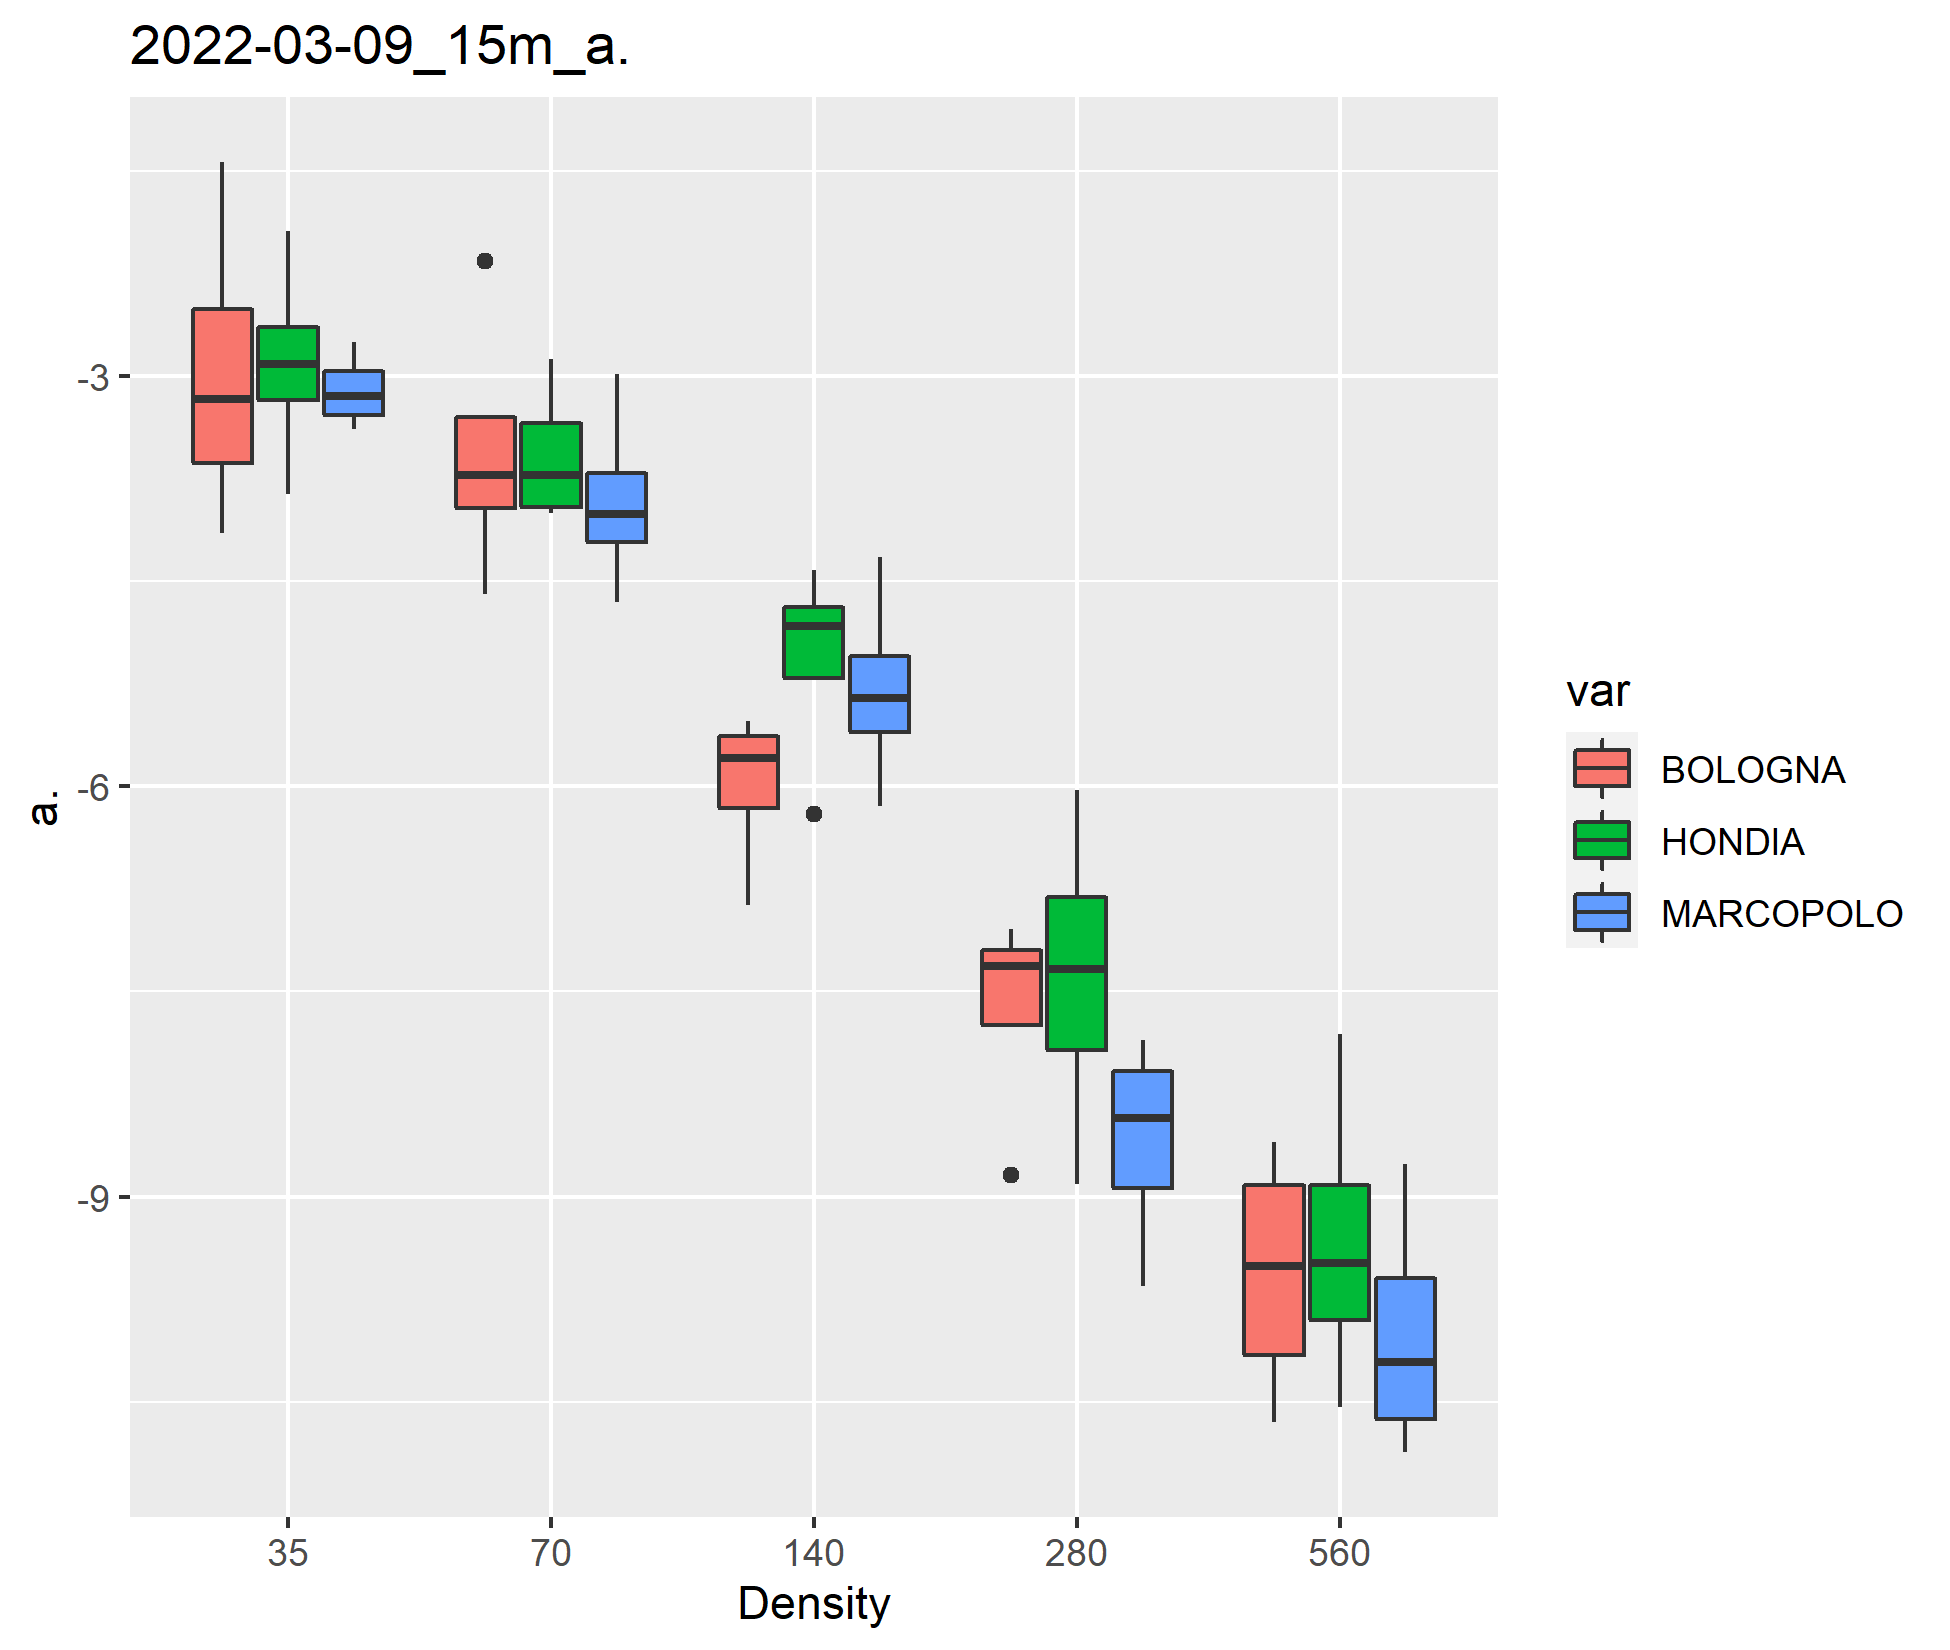 2022-03-09_15m_a.
a.
-3
-6
-9
35 70 140 280 560
Density
var
BOLOGNA
HONDIA
MARCOPOLO